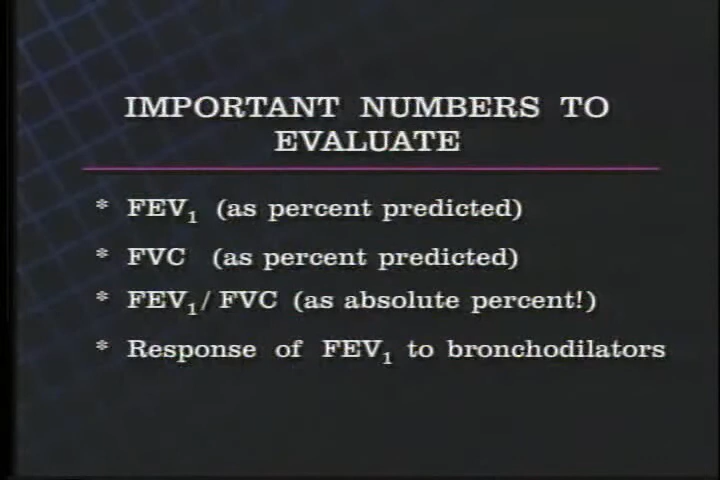 IMPORTANT NUMBERS TO
EVALUATE
* FEV₁ (as percent predicted)
* FVC (as percent predicted)
* FEV₁/ FVC (as absolute percent!)
* Response of FEV₁ to bronchodilators